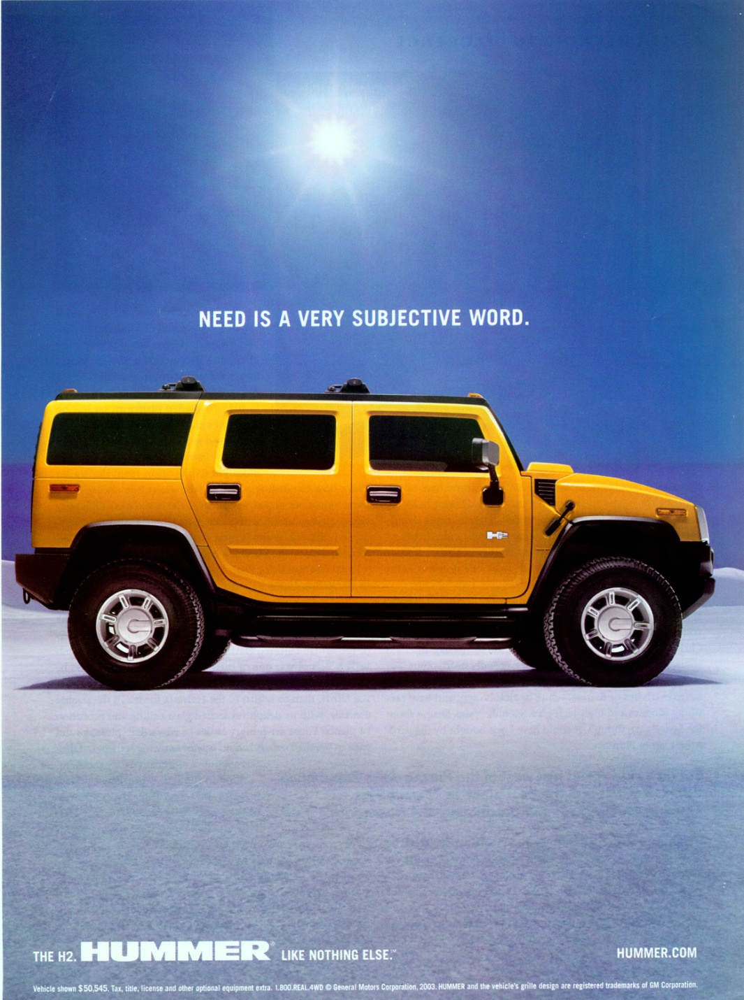 NEED IS A VERY SUBJECTIVE WORD.
H2
THE H2. HUMMER® LIKE NOTHING ELSE.™
HUMMER.COM
Vehicle shown $50,545. Tax, title, license and other optional equipment extra. 1.800.REAL.4WD © General Motors Corporation, 2003. HUMMER and the vehicle's grille design are registered trademarks of GM Corporation.